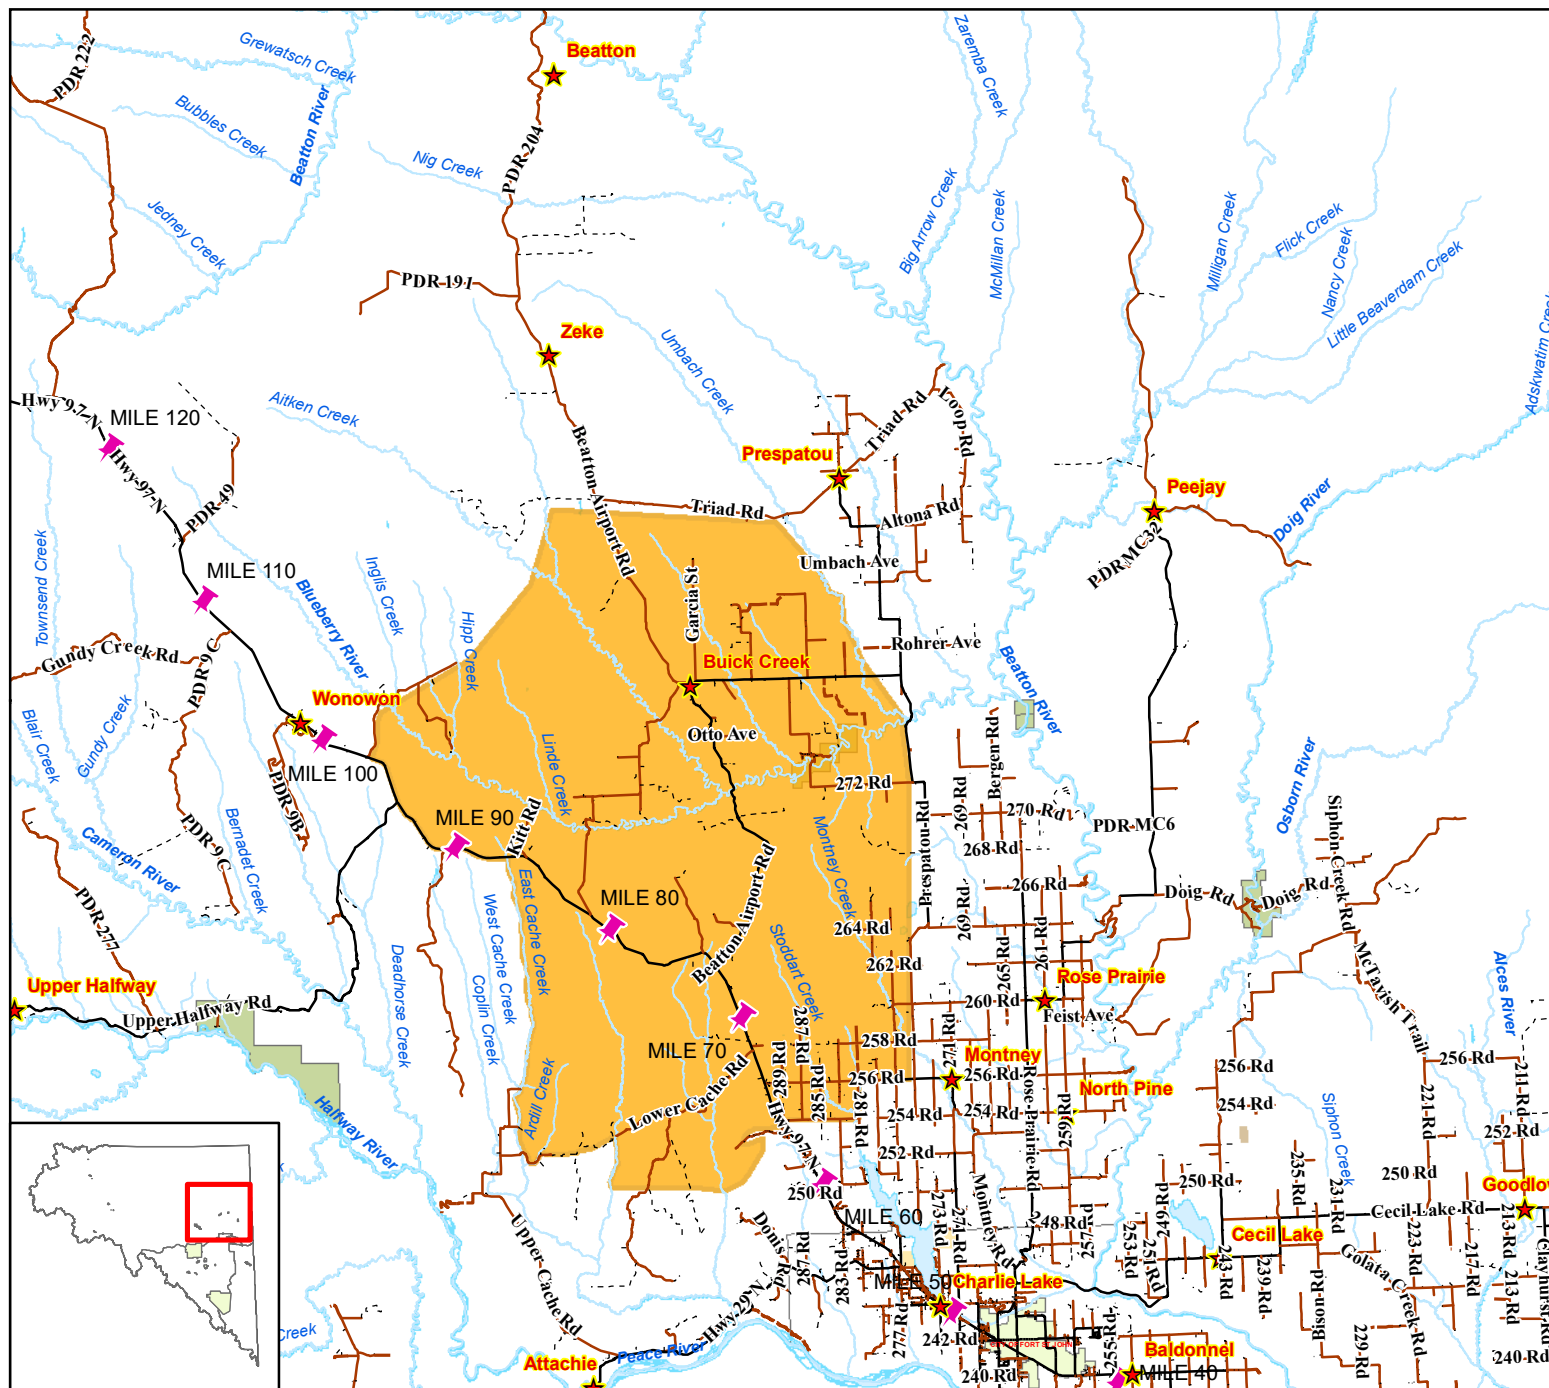 Beatton
PDR 222
Grewatsch Creek
Bubbles Creek
Beatton River
Zaremba Creek
PDR 204
Nig Creek
Jedney Creek
Big Arrow Creek
McMillan Creek
Milligan Creek
Flick Creek
Nancy Creek
Little Beaverdam Creek
Adskwatim Creek
PDR 191
Zeke
Umbach Creek
Hwy 97 N
MILE 120
Aitken Creek
Hwy 97 N
PDR 49
Beatton Airport Rd
Triad Rd
Loop Rd
Prespatou
Triad Rd
Altona Rd
Umbach Ave
Peejay
PDR MC32
Doig River
Townsend Creek
MILE 110
Blueberry River
Inglis Creek
Hipp Creek
Garcia St
Rohrer Ave
Gundy Creek Rd
PDR 9C
Buick Creek
Beatton River
Wonowon
Blair Creek
Gundy Creek
MILE 100
Linde Creek
Otto Ave
272 Rd
Prespatou Rd
269 Rd
Bergen Rd
270 Rd
PDR MC6
Osborn River
Siphon Creek Rd
PDR 9B
MILE 90
Kitt Rd
PDR 9C
Bernadet Creek
Cameron River
Montney Creek
268 Rd
266 Rd
Doig Rd
Doig Rd
PDR 277
West Cache Creek
East Cache Creek
MILE 80
Beatton Airport Rd
264 Rd
269 Rd
261 Rd
262 Rd
265 Rd
Rose Prairie
McTavish Trail
Alces River
Upper Halfway
Upper Halfway Rd
Deadhorse Creek
Coplin Creek
Stoddart Creek
260 Rd
Feist Ave
MILE 70
287 Rd
289 Rd
258 Rd
271 Rd
Montney
256 Rd
256 Rd
Rose Prairie Rd
North Pine
256 Rd
256 Rd
211 Rd
Halfway River
Ardill Creek
Lower Cache Rd
285 Rd
281 Rd
254 Rd
254 Rd
259 Rd
254 Rd
221 Rd
252 Rd
Siphon Creek
Hwy 97 N
252 Rd
250 Rd
235 Rd
250 Rd
231 Rd
250 Rd
Goodlow
Cecil Lake Rd
213 Rd
MILE 60
273 Rd
271 Rd
Montney Rd
248 Rd
257 Rd
253 Rd
251 Rd
249 Rd
Cecil Lake
243 Rd
239 Rd
Bison Rd
Golata Creek Rd
223 Rd
217 Rd
213 Rd
Clayhurst Rd
Upper Cache Rd
Donis Rd
287 Rd
283 Rd
MILE 50
Charlie Lake
Hwy 29 N
Peace River
277 Rd
242 Rd
240 Rd
CITY OF FORT ST. JOHN
255 Rd
Baldonnel
MILE 40
229 Rd
240 Rd
Attachie
Creek